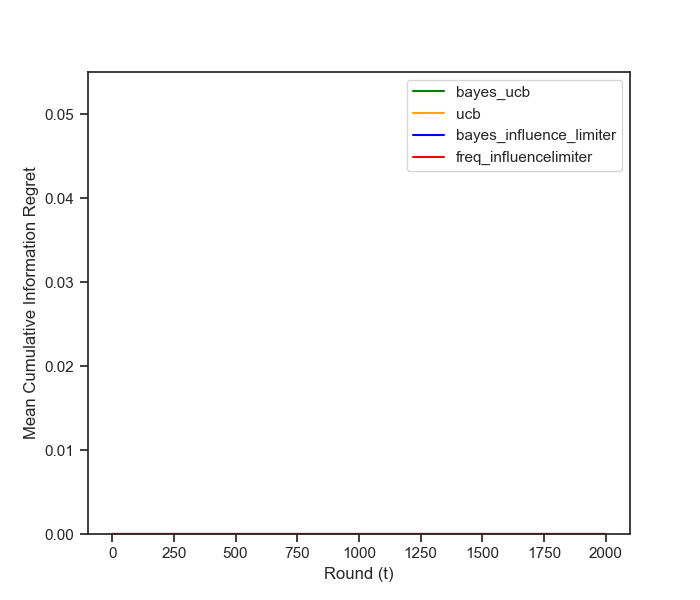 bayes_ucb
ucb
bayes_influence_limiter
freq_influencelimiter
Mean Cumulative Information Regret
0.05
0.04
0.03
0.02
0.01
0.00
0 250 500 750 1000 1250 1500 1750 2000
Round (t)